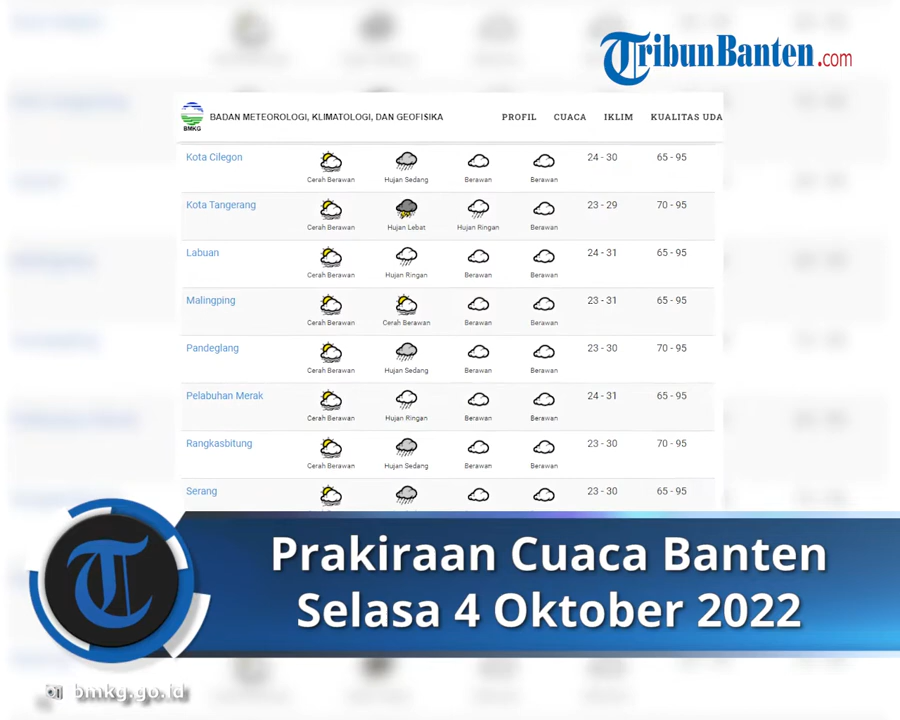 TribunBanten.com
BMKG
BADAN METEOROLOGI, KLIMATOLOGI, DAN GEOFISIKA PROFIL CUACA IKLIM KUALITAS UDA
Kota Cilegon 24 - 30 65 - 95
Cerah Berawan Hujan Sedang Berawan Berawan
Kota Tangerang 23 - 29 70 - 95
Cerah Berawan Hujan Lebat Hujan Ringan Berawan
Labuan 24 - 31 65 - 95
Cerah Berawan Hujan Ringan Berawan Berawan
Malingping 23 - 31 65 - 95
Cerah Berawan Cerah Berawan Berawan Berawan
Pandeglang 23 - 30 70 - 95
Cerah Berawan Hujan Sedang Berawan Berawan
Pelabuhan Merak 24 - 31 65 - 95
Cerah Berawan Hujan Ringan Berawan Berawan
Rangkasbitung 23 - 30 70 - 95
Cerah Berawan Hujan Sedang Berawan Berawan
Serang 23 - 30 65 - 95
T
Prakiraan Cuaca Banten
Selasa 4 Oktober 2022
bmkg.go.id